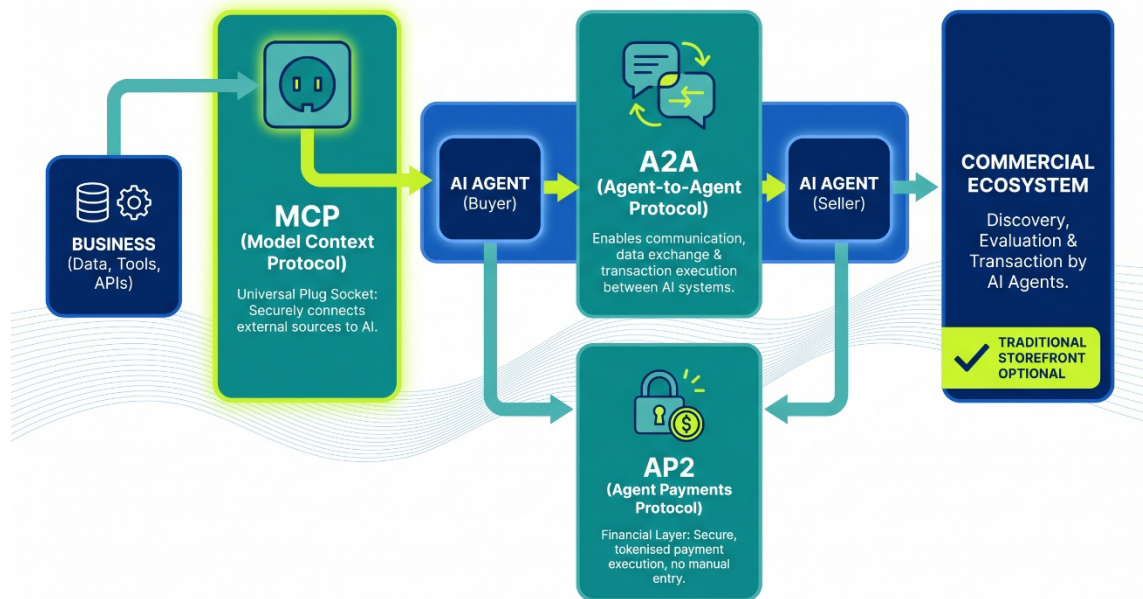 BUSINESS
(Data, Tools,
APIs)
MCP
(Model Context
Protocol)
Universal Plug Socket:
Securely connects
external sources to AI.
AI AGENT
(Buyer)
A2A
(Agent-to-Agent
Protocol)
Enables communication,
data exchange &
transaction execution
between AI systems.
AI AGENT
(Seller)
COMMERCIAL
ECOSYSTEM
Discovery,
Evaluation &
Transaction by
AI Agents.
TRADITIONAL
STOREFRONT
OPTIONAL
$
AP2
(Agent Payments
Protocol)
Financial Layer: Secure,
tokenised payment
execution, no manual
entry.